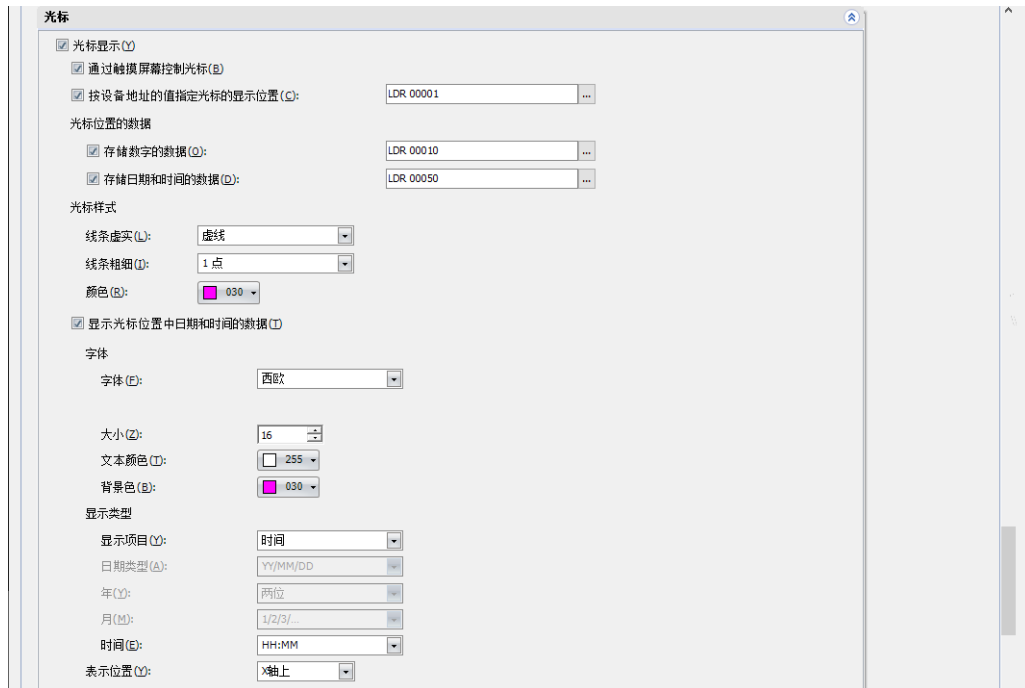 光标
光标显示(Y)
通过触摸屏幕控制光标(B)
按设备地址的值指定光标的显示位置(C): LDR 00001 ...
光标位置的数据
存储数字的数据(O): LDR 00010 ...
存储日期和时间的数据(D): LDR 00050 ...
光标样式
线条虚实(L): 虚线
线条粗细(I): 1 点
颜色(R): 030
显示光标位置中日期和时间的数据(T)
字体
字体(F): 西欧
大小(Z): 16
文本颜色(T): 255
背景色(B): 030
显示类型
显示项目(Y): 时间
日期类型(A): YY/MM/DD
年(Y): 两位
月(M): 1/2/3/...
时间(E): HH:MM
表示位置(Y): X轴上